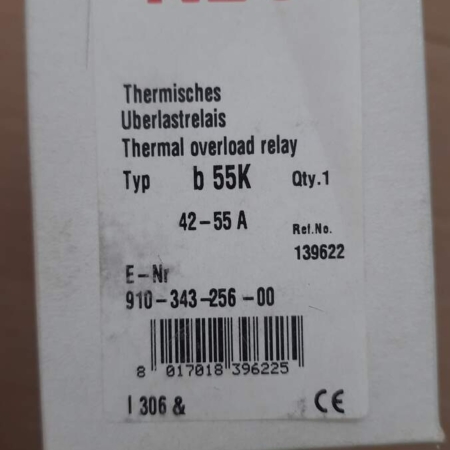 Thermisches
Uberlastrelais
Thermal overload relay
Typ b 55K Qty.1
42-55 A Ref.No.
139622
E-Nr
910-343-256-00
8 017018 396225
I 306 & CE